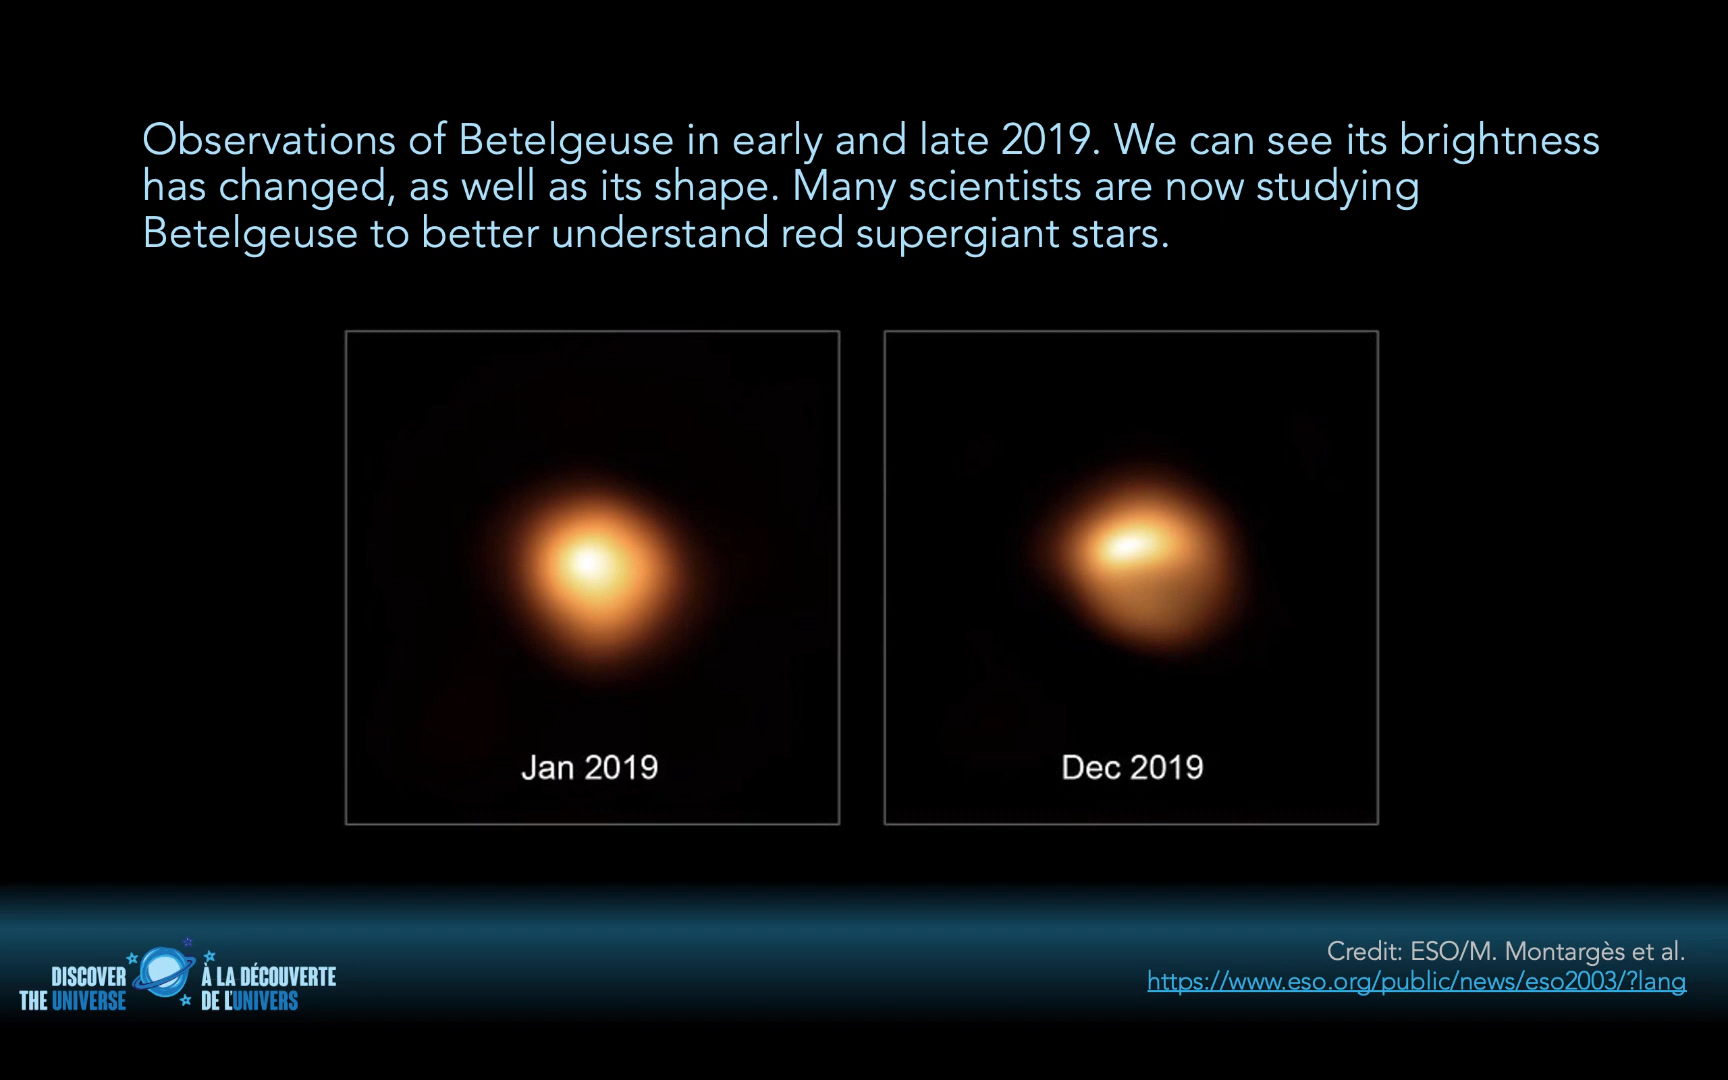 Observations of Betelgeuse in early and late 2019. We can see its brightness
has changed, as well as its shape. Many scientists are now studying
Betelgeuse to better understand red supergiant stars.
Jan 2019
Dec 2019
DISCOVER
THE UNIVERSE
À LA DÉCOUVERTE
DE L'UNIVERS
Credit: ESO/M. Montargès et al.
https://www.eso.org/public/news/eso2003/?lang